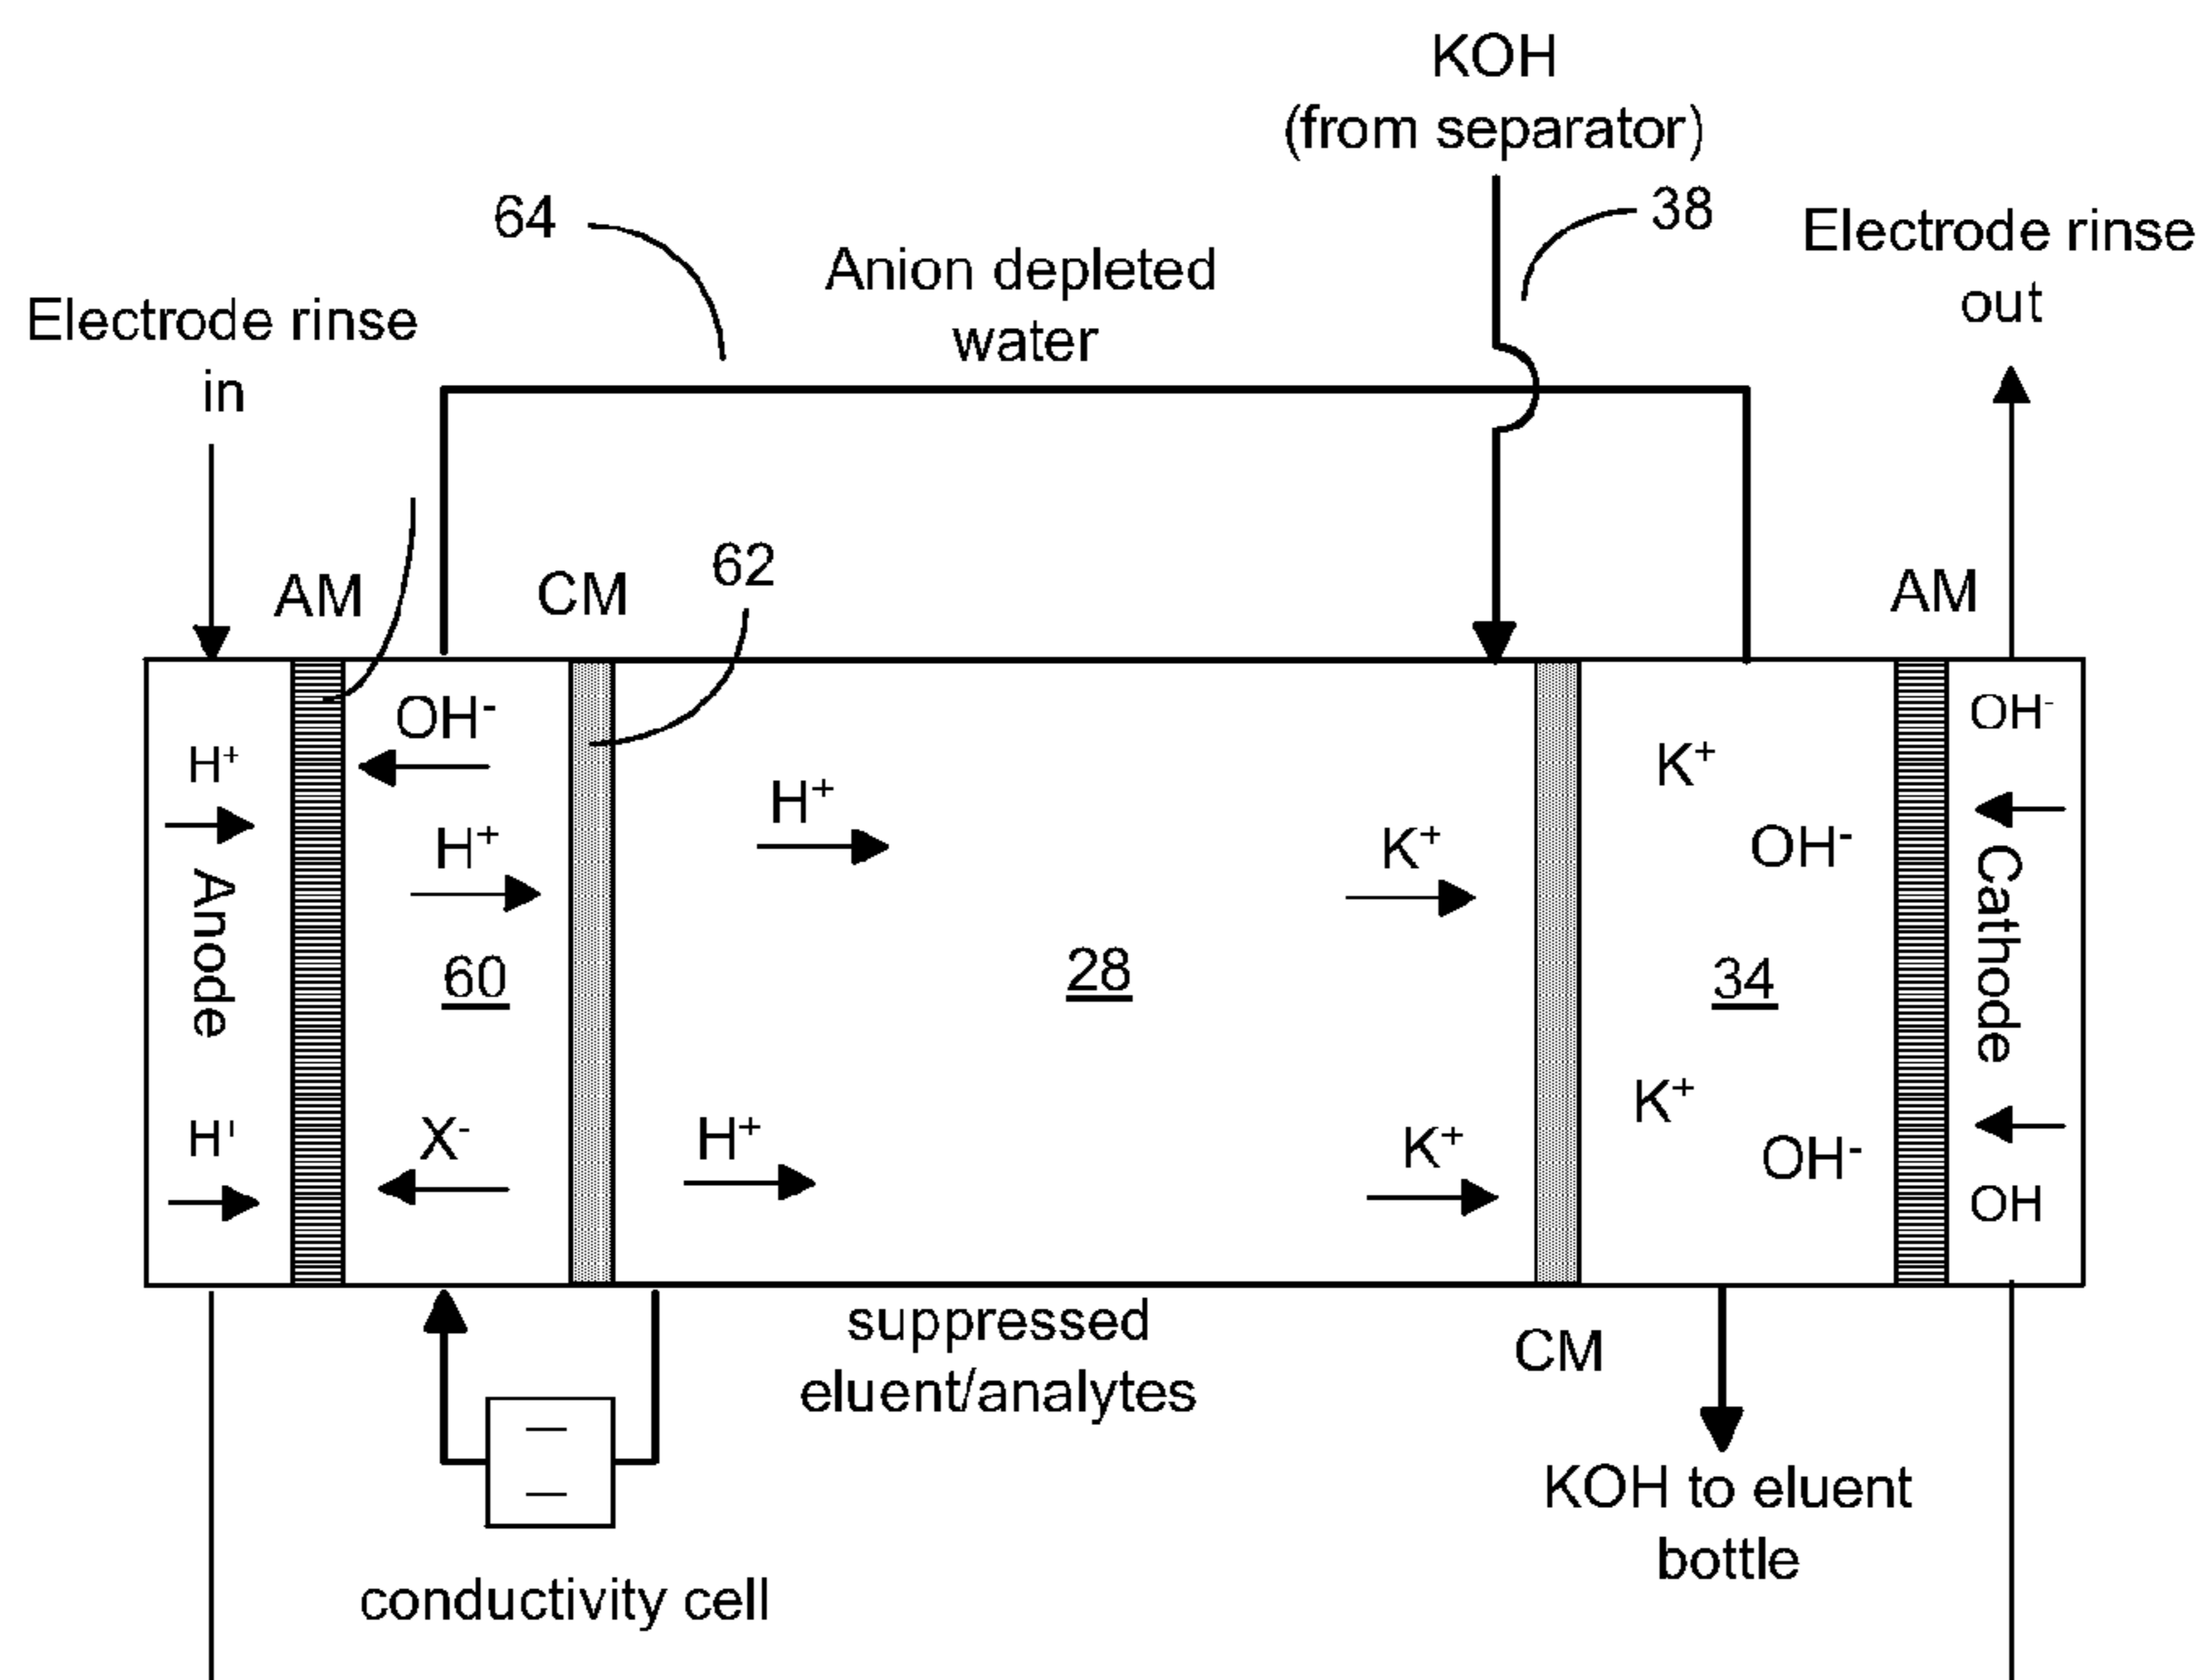 KOH
(from separator)
64
38
Anion depleted
water
Electrode rinse
out
Electrode rinse
in
AM
CM
62
AM
H+
Anode
H
OH-
H+
60
X-
H+
28
H+
K+
K+
K+
OH-
34
K+
OH-
OH-
Cathode
OH
suppressed
eluent/analytes
CM
KOH to eluent
bottle
conductivity cell